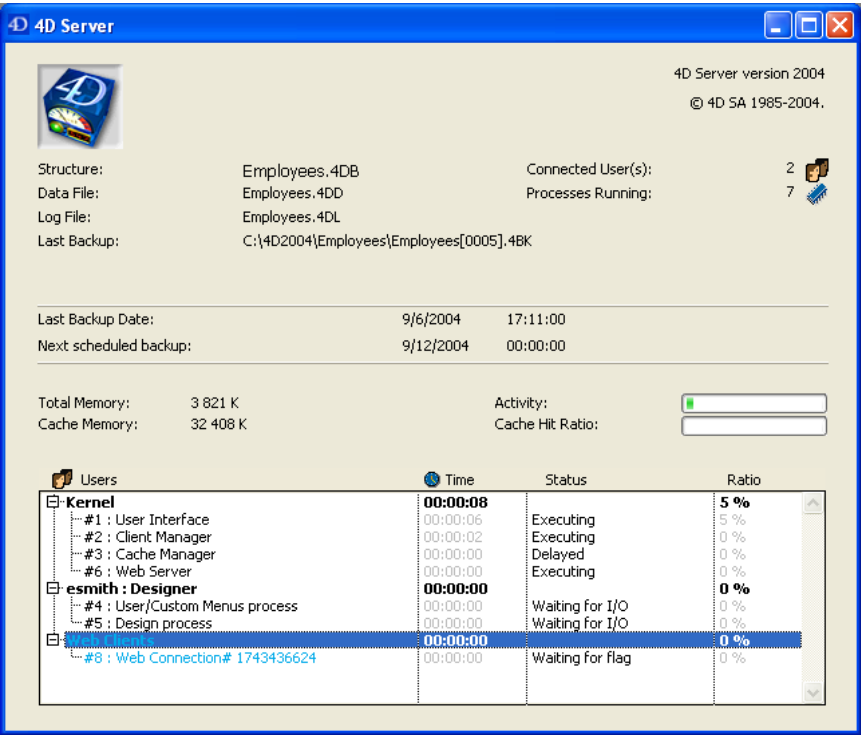 4D Server
4D Server version 2004
© 4D SA 1985-2004.
Structure: Employees.4DB Connected User(s): 2
Data File: Employees.4DD Processes Running: 7
Log File: Employees.4DL
Last Backup: C:\4D2004\Employees\Employees[0005].4BK
Last Backup Date: 9/6/2004 17:11:00
Next scheduled backup: 9/12/2004 00:00:00
Total Memory: 3 821 K Activity:
Cache Memory: 32 408 K Cache Hit Ratio:
Users Time Status Ratio
Kernel 00:00:08 5 %
#1 : User Interface 00:00:06 Executing 5 %
#2 : Client Manager 00:00:02 Executing 0 %
#3 : Cache Manager 00:00:00 Delayed 0 %
#6 : Web Server 00:00:00 Executing 0 %
esmith : Designer 00:00:00 0 %
#4 : User/Custom Menus process 00:00:00 Waiting for I/O 0 %
#5 : Design process 00:00:00 Waiting for I/O 0 %
Web Clients 00:00:00 0 %
#8 : Web Connection# 1743436624 00:00:00 Waiting for flag 0 %